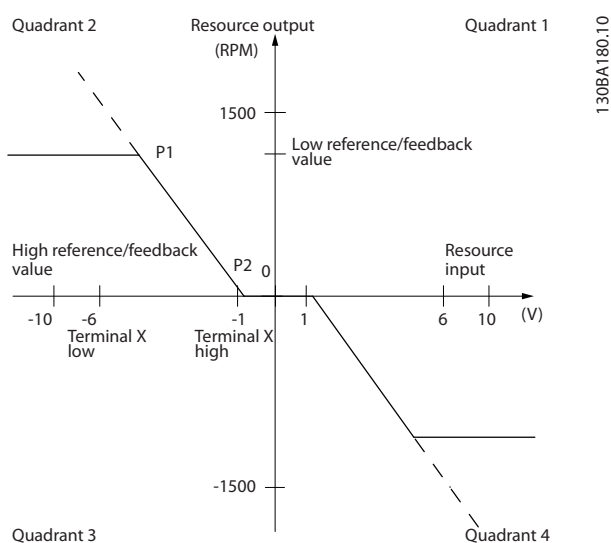 Quadrant 2
Resource output
(RPM)
Quadrant 1
130BA180.10
1500
P1
Low reference/feedback
value
High reference/feedback
value
P2
0
Resource
input
-10
-6
-1
1
6
10
(V)
Terminal X
low
Terminal X
high
-1500
Quadrant 3
Quadrant 4